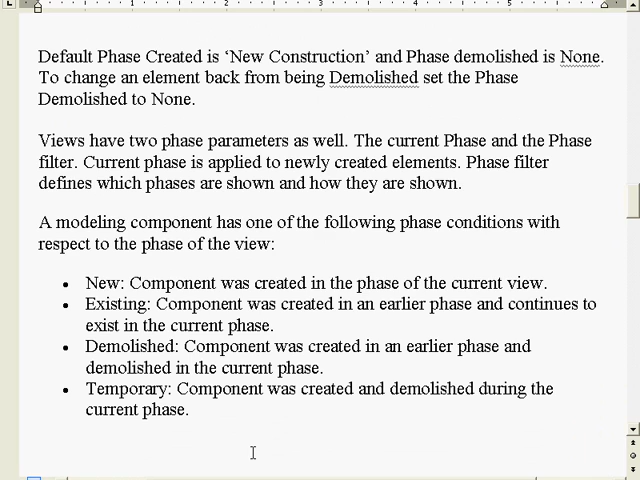 1 2 3 4 5
Default Phase Created is ‘New Construction’ and Phase demolished is None.
To change an element back from being Demolished set the Phase
Demolished to None.
Views have two phase parameters as well. The current Phase and the Phase
filter. Current phase is applied to newly created elements. Phase filter
defines which phases are shown and how they are shown.
A modeling component has one of the following phase conditions with
respect to the phase of the view:
• New: Component was created in the phase of the current view.
• Existing: Component was created in an earlier phase and continues to
exist in the current phase.
• Demolished: Component was created in an earlier phase and
demolished in the current phase.
• Temporary: Component was created and demolished during the
current phase.